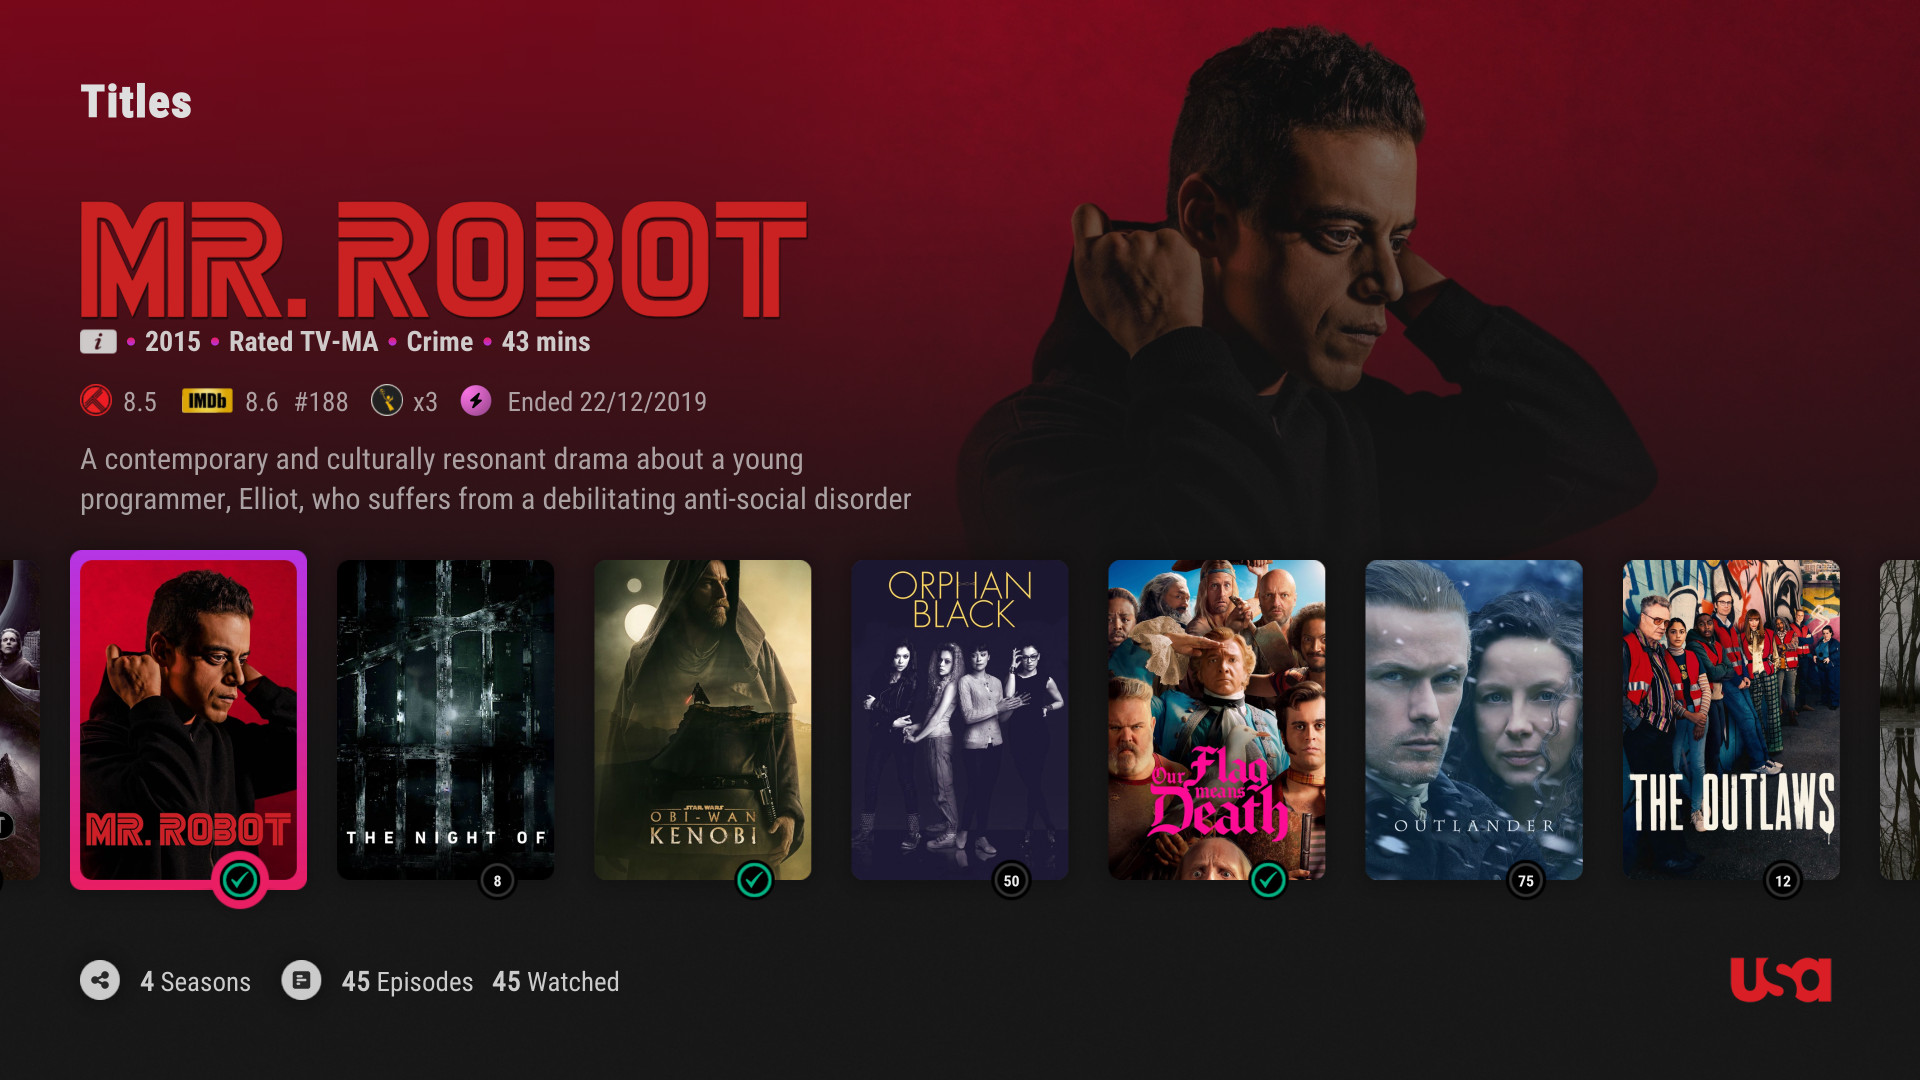 Titles
MR. ROBOT
i • 2015 • Rated TV-MA • Crime • 43 mins
8.5 IMDb 8.6 #188 x3 Ended 22/12/2019
A contemporary and culturally resonant drama about a young
programmer, Elliot, who suffers from a debilitating anti-social disorder
MR. ROBOT
THE NIGHT OF
8
STAR WARS
OBI-WAN
KENOBI
ORPHAN
BLACK
50
Our Flag
means
Death
OUTLANDER
75
THE OUTLAWS
12
4 Seasons 45 Episodes 45 Watched
usa